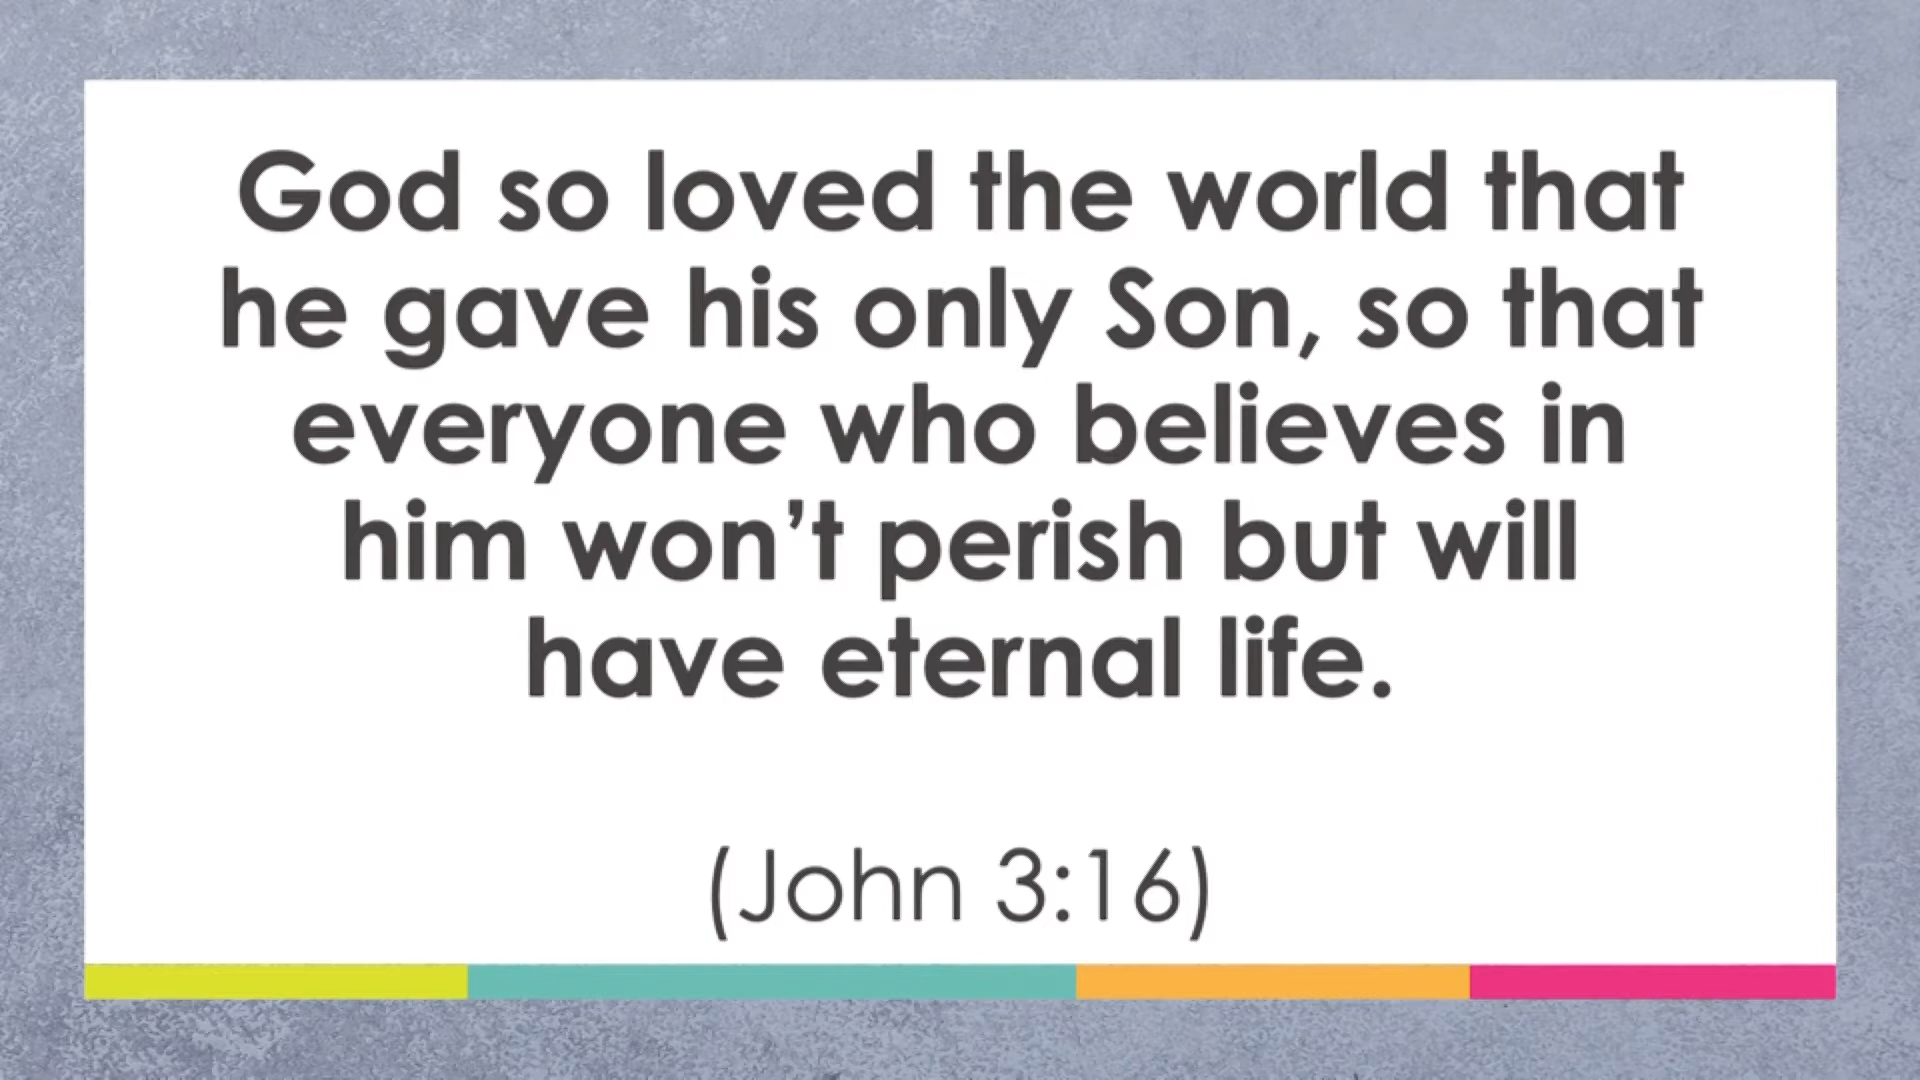 God so loved the world that
he gave his only Son, so that
everyone who believes in
him won’t perish but will
have eternal life.
(John 3:16)